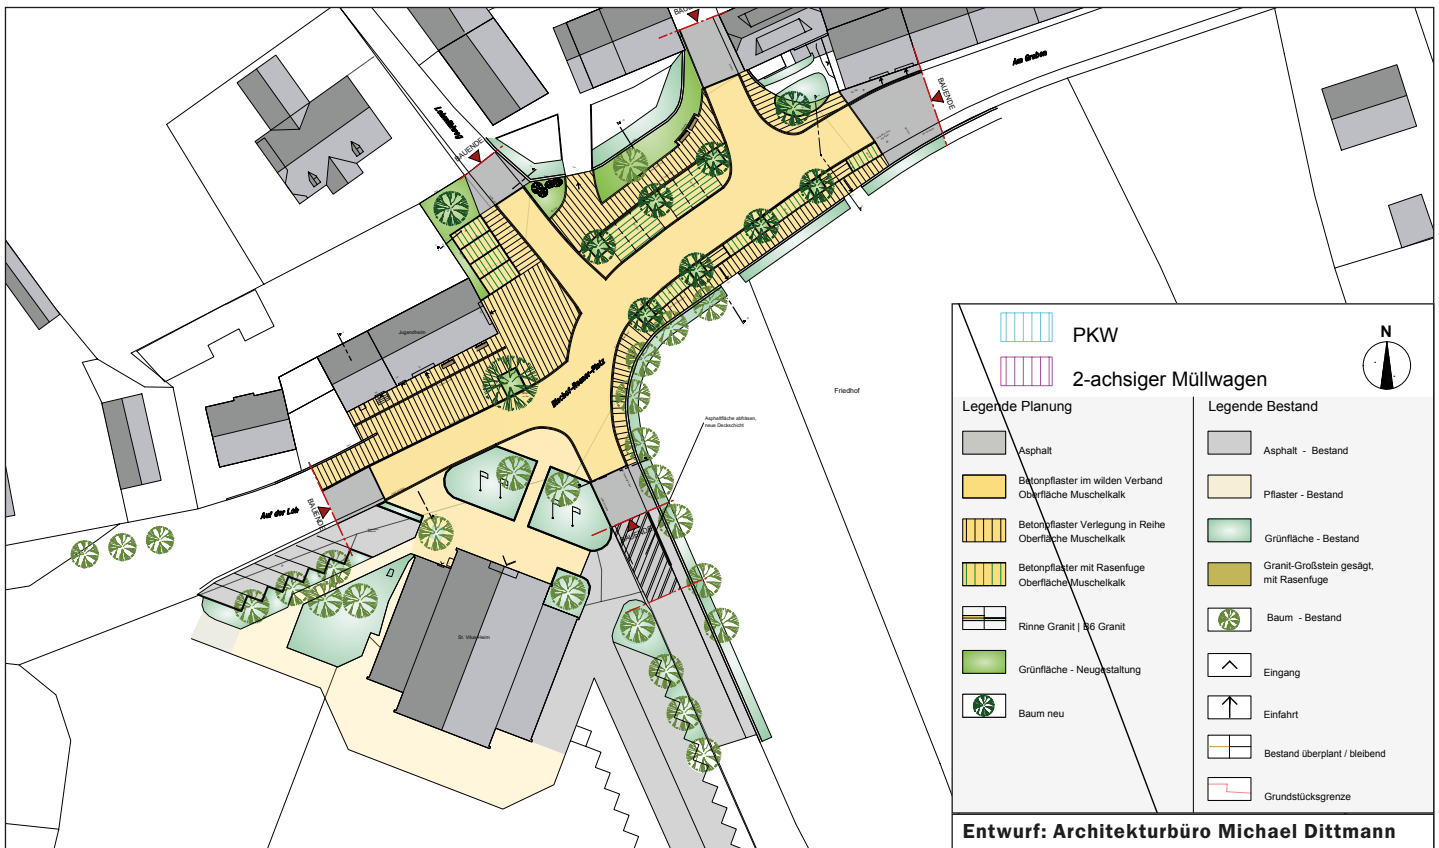 BAUENDE
Am Graben
BAUENDE
BAUENDE
Jugendheim
Friedhof
Asphaltfläche abfräsen,
neue Deckschicht
Auf der Loh
BAUENDE
BAUENDE
St. Vitus-Heim
PKW
2-achsiger Müllwagen
N
Legende Planung
Asphalt
Betonpflaster im wilden Verband
Oberfläche Muschelkalk
Betonpflaster Verlegung in Reihe
Oberfläche Muschelkalk
Betonpflaster mit Rasenfuge
Oberfläche Muschelkalk
Rinne Granit | B6 Granit
Grünfläche - Neugestaltung
Baum neu
Legende Bestand
Asphalt - Bestand
Pflaster - Bestand
Grünfläche - Bestand
Granit-Großstein gesägt,
mit Rasenfuge
Baum - Bestand
Eingang
Einfahrt
Bestand überplant / bleibend
Grundstücksgrenze
Entwurf: Architekturbüro Michael Dittmann